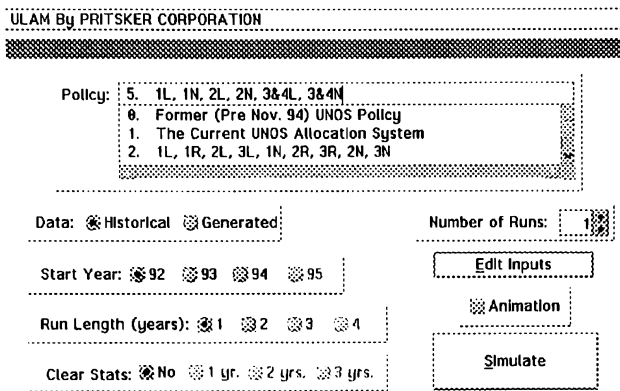 ULAM By PRITSKER CORPORATION
Policy: 5. 1L, 1N, 2L, 2N, 3&4L, 3&4N
0. Former (Pre Nov. 94) UNOS Policy
1. The Current UNOS Allocation System
2. 1L, 1R, 2L, 3L, 1N, 2R, 3R, 2N, 3N
Data: Historical Generated
Number of Runs: 1
Start Year: 92 93 94 95
Edit Inputs
Animation
Run Length (years): 1 2 3 4
Simulate
Clear Stats: No 1 yr. 2 yrs. 3 yrs.